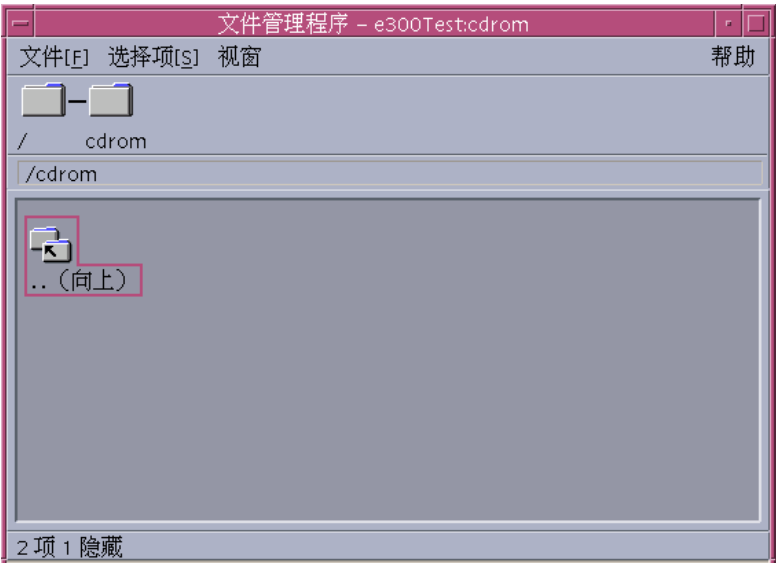 文件管理程序 – e300Test:cdrom
文件[F] 选择项[S] 视窗 帮助
/ cdrom
/cdrom
..（向上）
2 项 1 隐藏